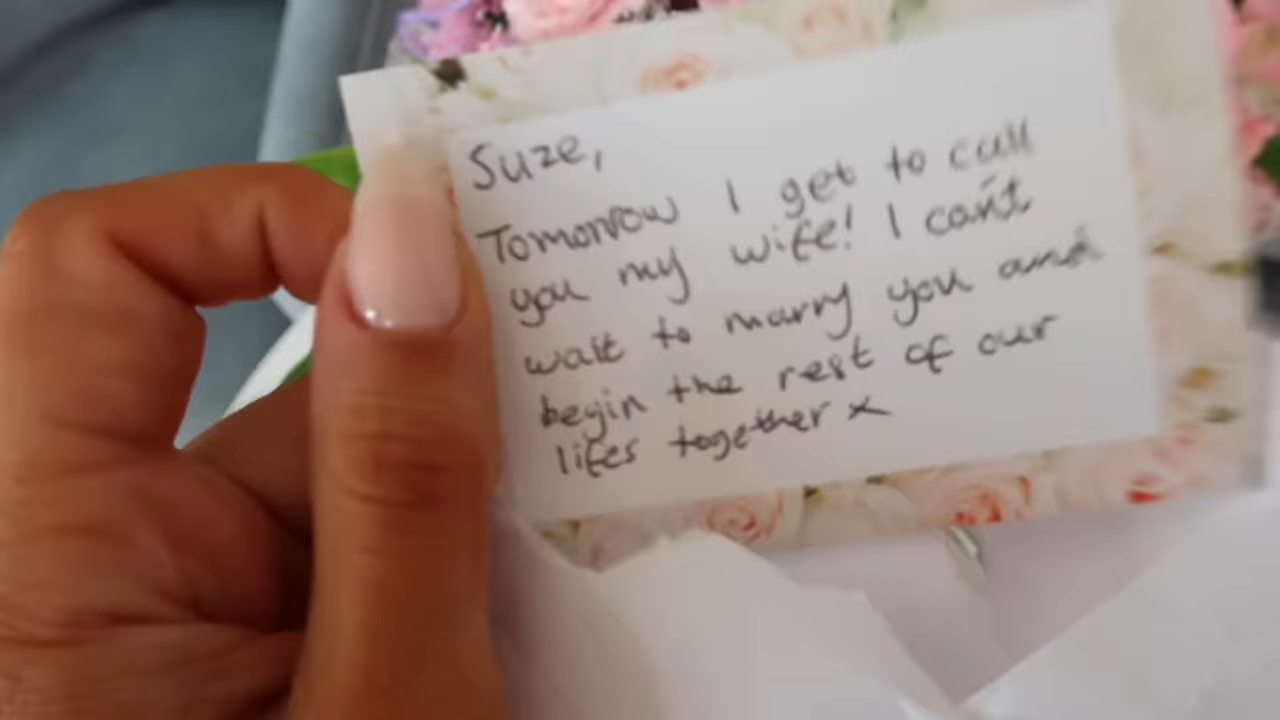 Suze,
Tomorrow I get to call
you my wife! I can't
wait to marry you and
begin the rest of our
lifes together x